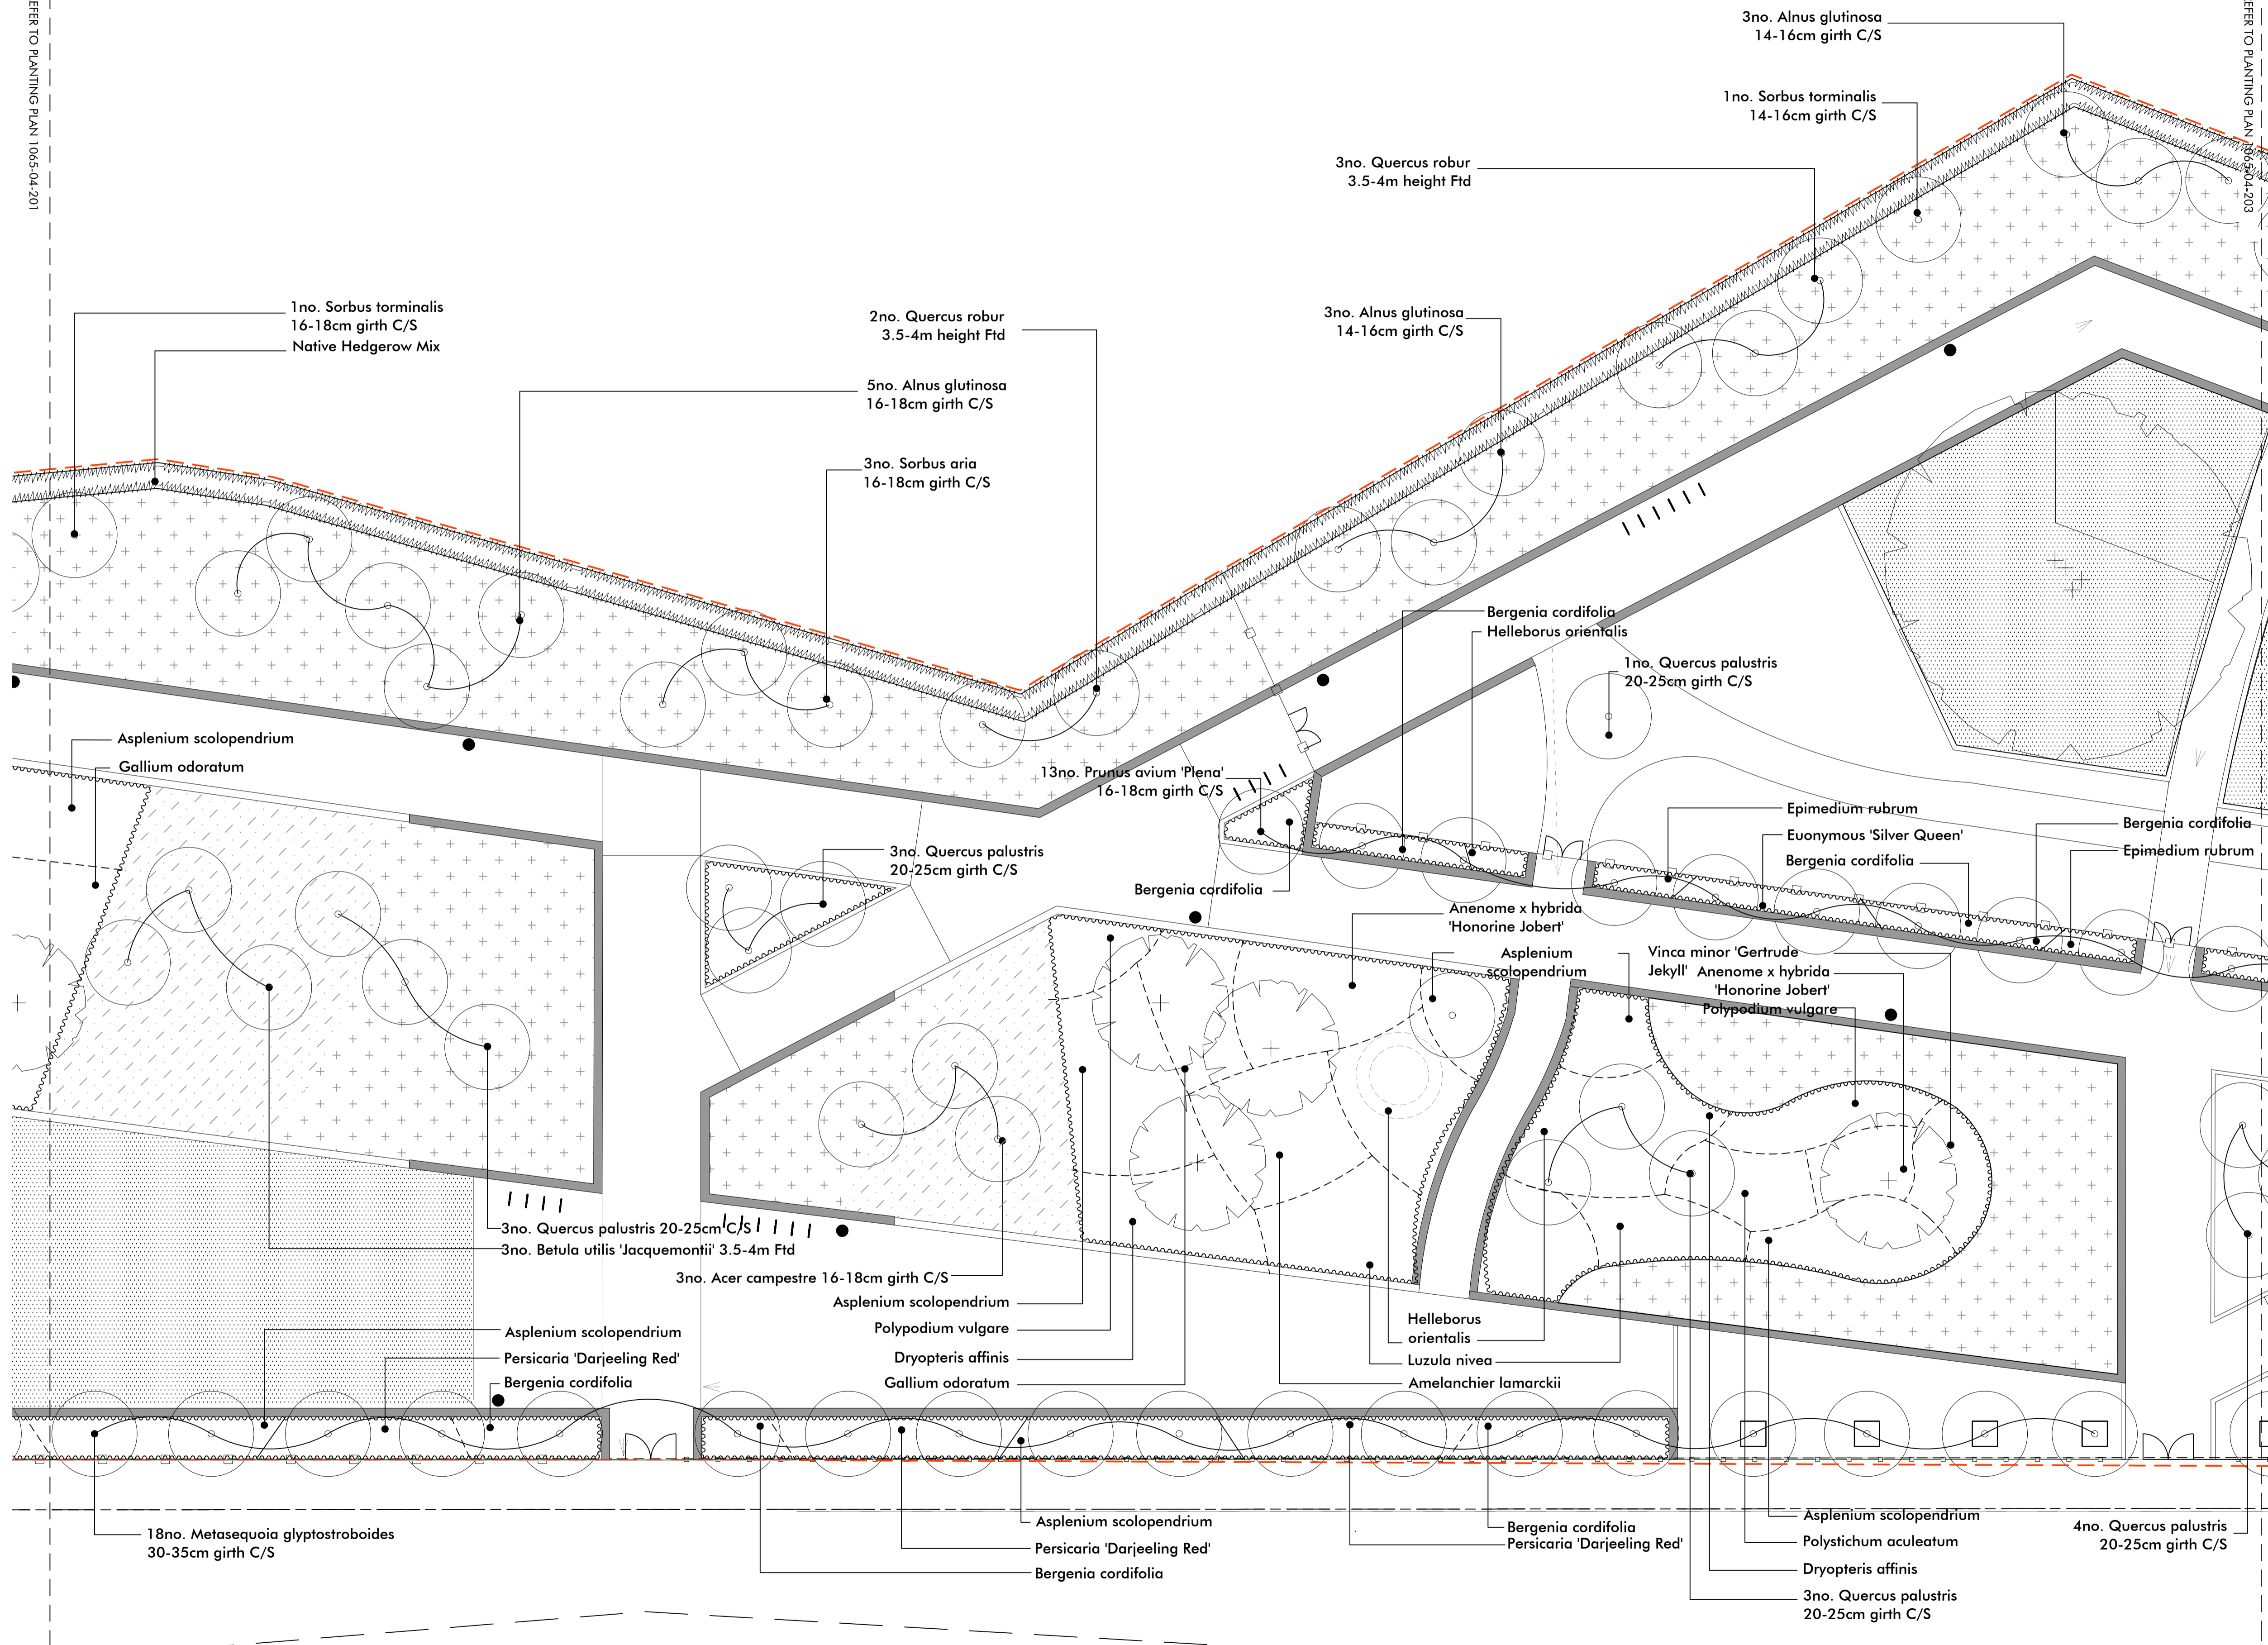 EFER TO PLANTING PLAN 1065-04-201
EFER TO PLANTING PLAN 1065-04-203
3no. Alnus glutinosa
14-16cm girth C/S
1no. Sorbus torminalis
14-16cm girth C/S
3no. Quercus robur
3.5-4m height Ftd
1no. Sorbus torminalis
16-18cm girth C/S
Native Hedgerow Mix
2no. Quercus robur
3.5-4m height Ftd
3no. Alnus glutinosa
14-16cm girth C/S
5no. Alnus glutinosa
16-18cm girth C/S
3no. Sorbus aria
16-18cm girth C/S
Bergenia cordifolia
Helleborus orientalis
1no. Quercus palustris
20-25cm girth C/S
Asplenium scolopendrium
Gallium odoratum
13no. Prunus avium 'Plena'
16-18cm girth C/S
Epimedium rubrum
Euonymous 'Silver Queen'
Bergenia cordifolia
Bergenia cordifolia
Epimedium rubrum
3no. Quercus palustris
20-25cm girth C/S
Bergenia cordifolia
Anenome x hybrida
'Honorine Jobert'
Asplenium
scolopendrium
Vinca minor 'Gertrude
Jekyll'
Anenome x hybrida
'Honorine Jobert'
Polypodium vulgare
3no. Quercus palustris 20-25cm C/S
3no. Betula utilis 'Jacquemontii' 3.5-4m Ftd
3no. Acer campestre 16-18cm girth C/S
Asplenium scolopendrium
Polypodium vulgare
Dryopteris affinis
Gallium odoratum
Helleborus
orientalis
Luzula nivea
Amelanchier lamarckii
Asplenium scolopendrium
Persicaria 'Darjeeling Red'
Bergenia cordifolia
18no. Metasequoia glyptostroboides
30-35cm girth C/S
Asplenium scolopendrium
Persicaria 'Darjeeling Red'
Bergenia cordifolia
Bergenia cordifolia
Persicaria 'Darjeeling Red'
Asplenium scolopendrium
Polystichum aculeatum
Dryopteris affinis
3no. Quercus palustris
20-25cm girth C/S
4no. Quercus palustris
20-25cm girth C/S